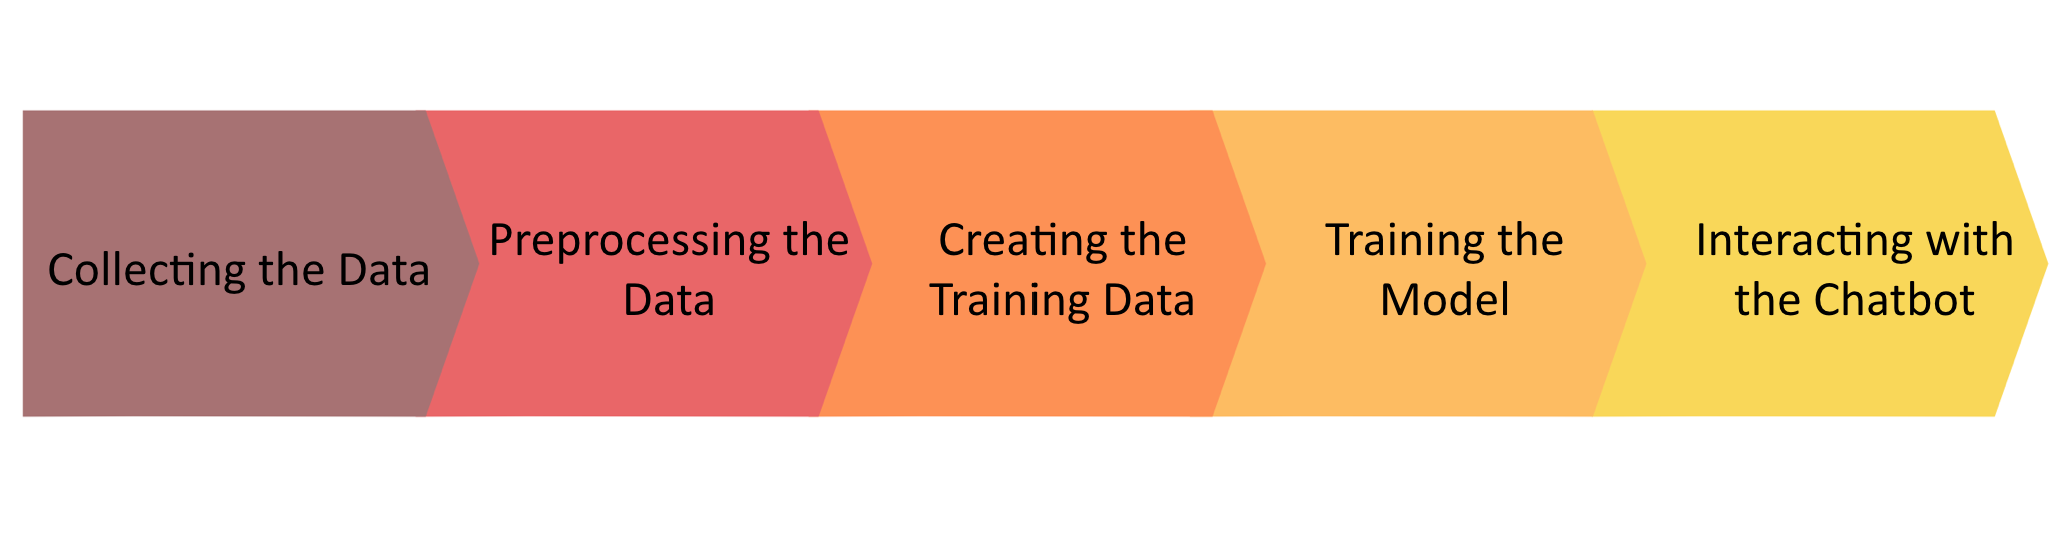 Collecting the Data
Preprocessing the
Data
Creating the
Training Data
Training the
Model
Interacting with
the Chatbot